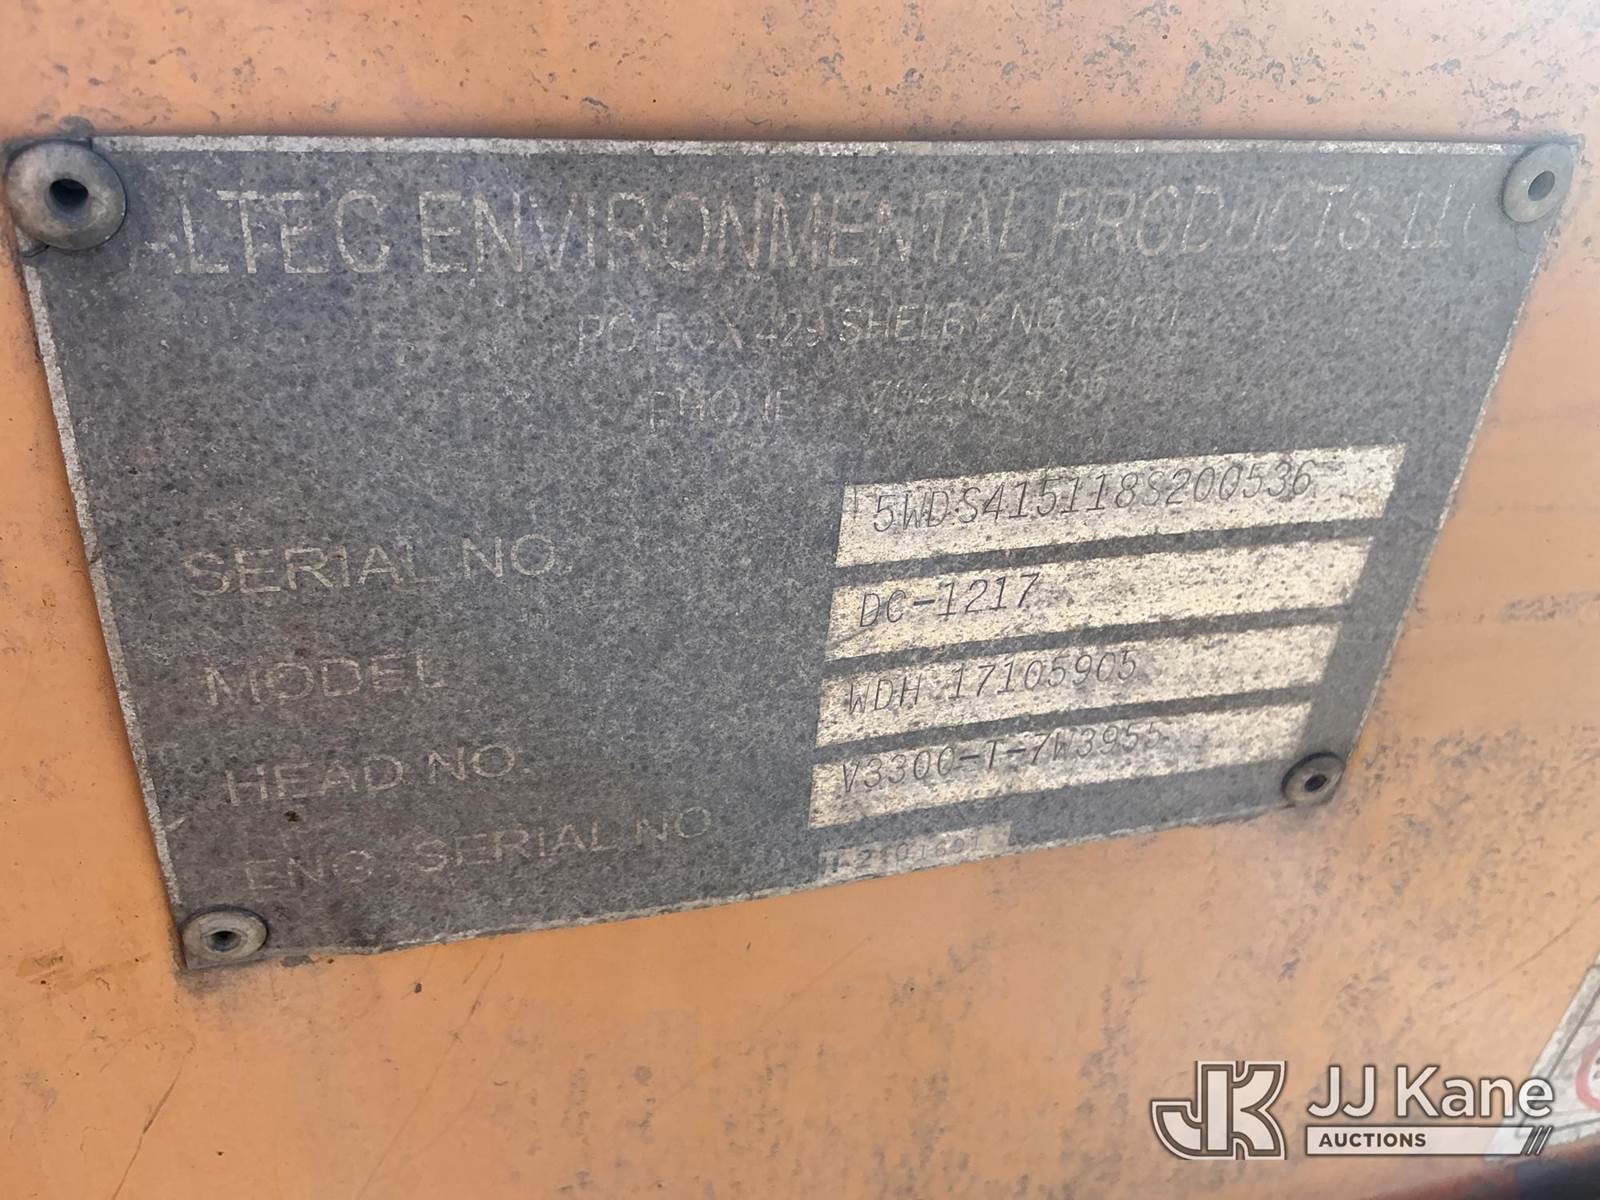 ALTEC ENVIRONMENTAL PRODUCTS, LLC
PO BOX 429 SHELBY NC
PHONE
SERIAL NO. 5WDS415118S200536
MODEL DC-1217
HEAD NO. WDH 17105905
ENG. SERIAL NO V3300-T-7W3955
JJ Kane
AUCTIONS